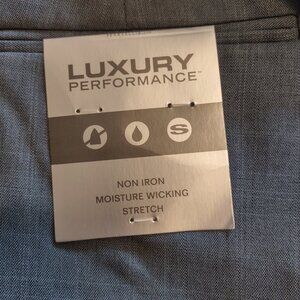 LUXURY
PERFORMANCE™
S
NON IRON
MOISTURE WICKING
STRETCH